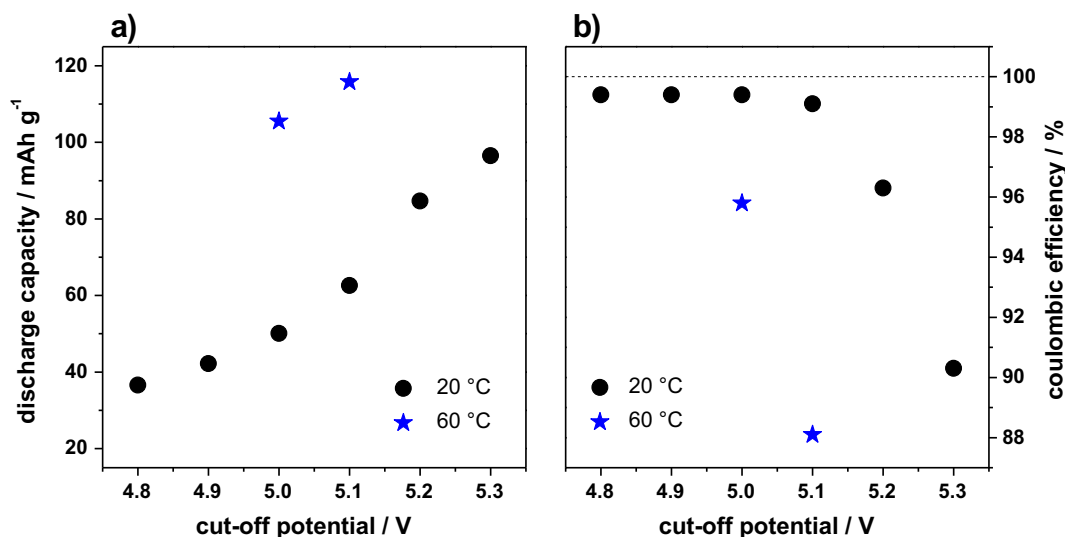 a)
discharge capacity / mAh g⁻¹
120
100
80
60
40
20
20 °C
60 °C
4.8 4.9 5.0 5.1 5.2 5.3
cut-off potential / V
b)
20 °C
60 °C
4.8 4.9 5.0 5.1 5.2 5.3
cut-off potential / V
100
98
96
94
92
90
88
coulombic efficiency / %